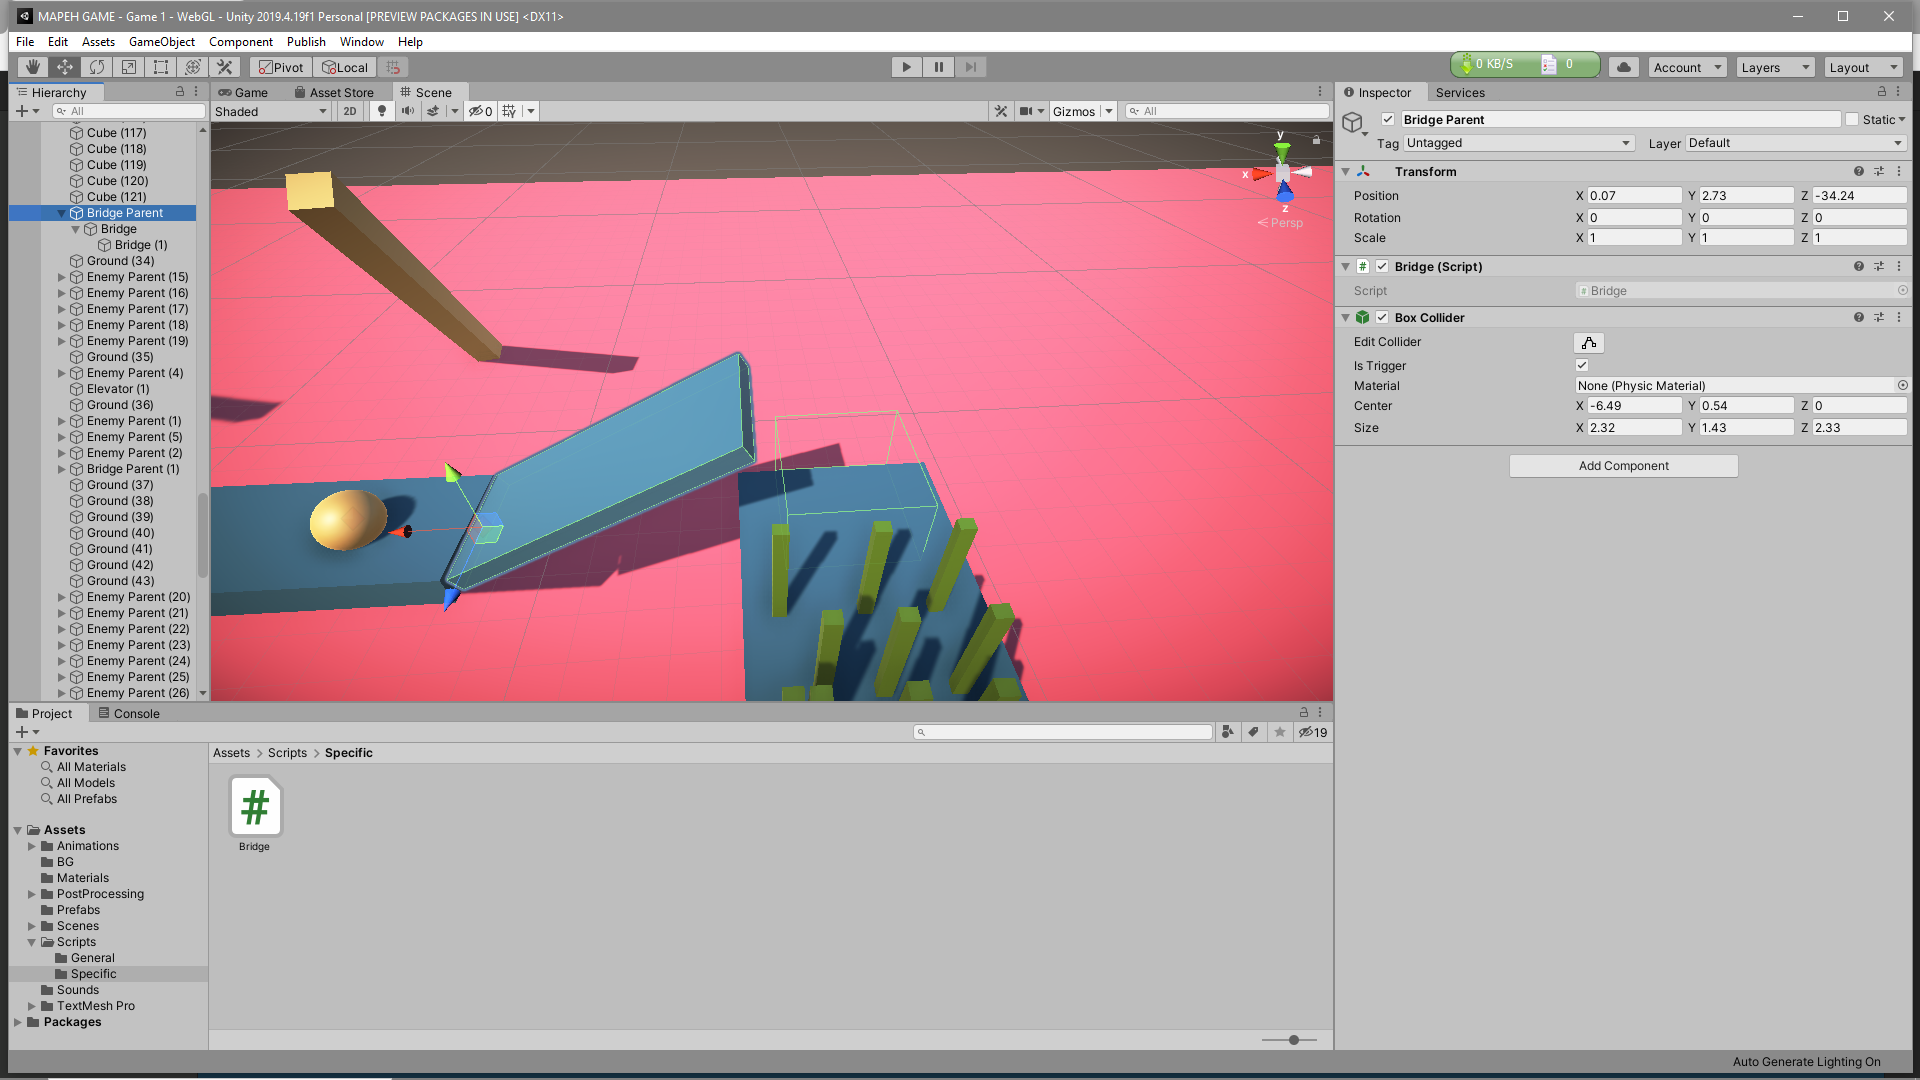 MAPEH GAME - Game 1 - WebGL - Unity 2019.4.19f1 Personal [PREVIEW PACKAGES IN USE] <DX11>
File Edit Assets GameObject Component Publish Window Help
Pivot Local 0 KB/S 0 Account Layers Layout
Hierarchy
All
Cube (117)
Cube (118)
Cube (119)
Cube (120)
Cube (121)
Bridge Parent
Bridge
Bridge (1)
Ground (34)
Enemy Parent (15)
Enemy Parent (16)
Enemy Parent (17)
Enemy Parent (18)
Enemy Parent (19)
Ground (35)
Enemy Parent (4)
Elevator (1)
Ground (36)
Enemy Parent (1)
Enemy Parent (5)
Enemy Parent (2)
Bridge Parent (1)
Ground (37)
Ground (38)
Ground (39)
Ground (40)
Ground (41)
Ground (42)
Ground (43)
Enemy Parent (20)
Enemy Parent (21)
Enemy Parent (22)
Enemy Parent (23)
Enemy Parent (24)
Enemy Parent (25)
Enemy Parent (26)
Game Asset Store Scene
Shaded 2D 0 Gizmos All
y
x
z
Persp
Inspector Services
Bridge Parent Static
Tag Untagged Layer Default
Transform
Position X 0.07 Y 2.73 Z -34.24
Rotation X 0 Y 0 Z 0
Scale X 1 Y 1 Z 1
# Bridge (Script)
Script # Bridge
Box Collider
Edit Collider
Is Trigger
Material None (Physic Material)
Center X -6.49 Y 0.54 Z 0
Size X 2.32 Y 1.43 Z 2.33
Add Component
Project Console
19
Favorites
All Materials
All Models
All Prefabs
Assets
Animations
BG
Materials
PostProcessing
Prefabs
Scenes
Scripts
General
Specific
Sounds
TextMesh Pro
Packages
Assets > Scripts > Specific
#
Bridge
Auto Generate Lighting On